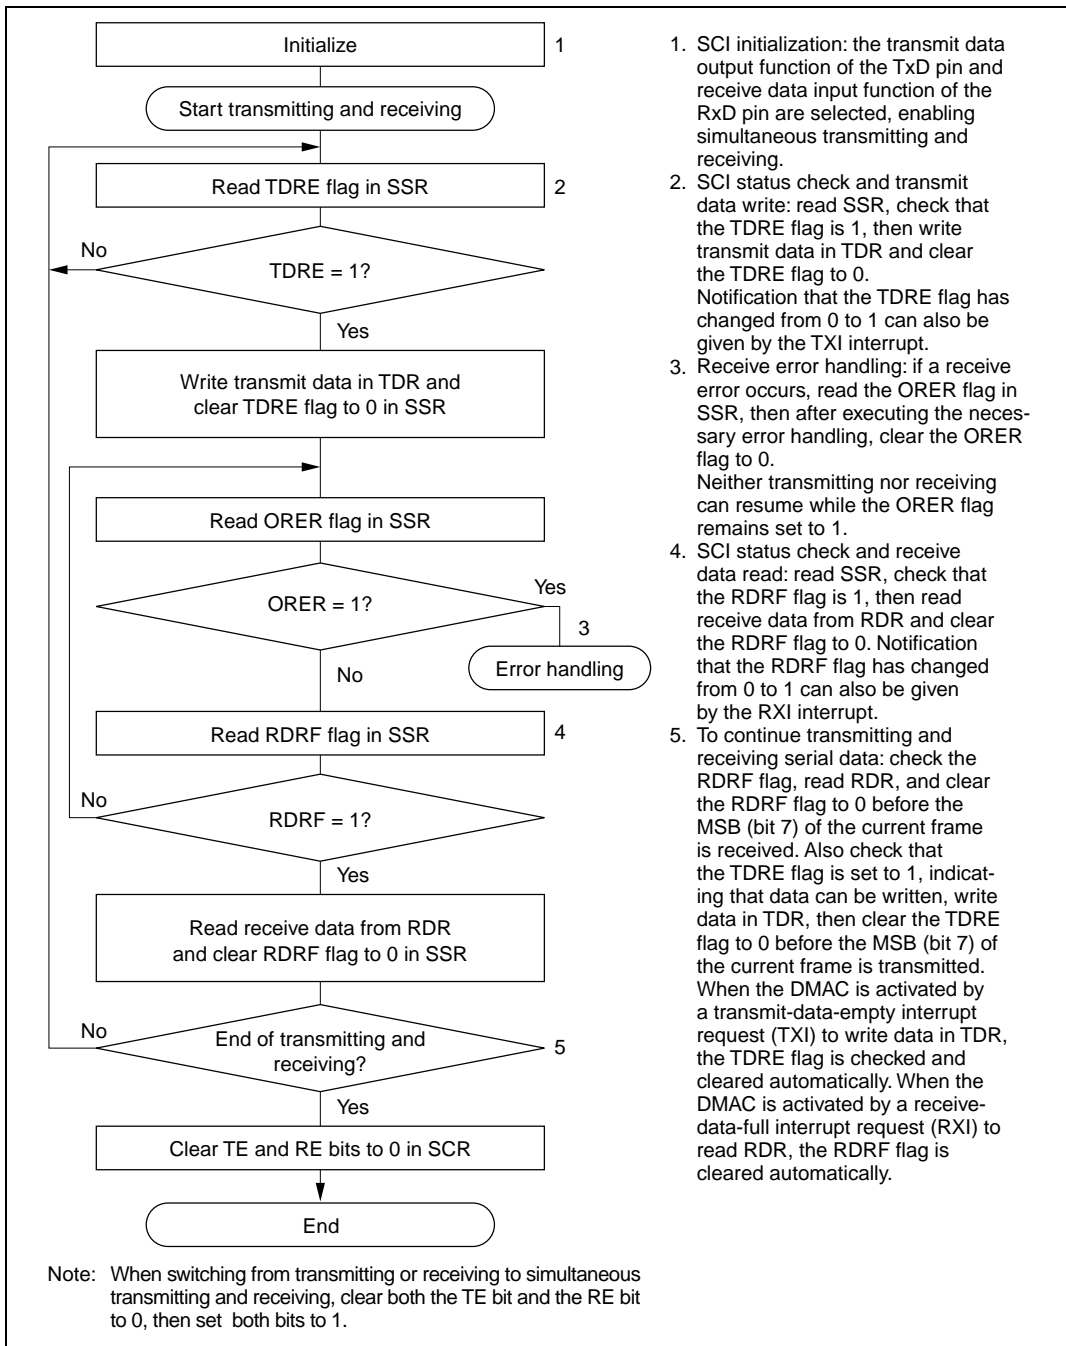 Initialize
1
Start transmitting and receiving
Read TDRE flag in SSR
2
No
TDRE = 1?
Yes
Write transmit data in TDR and
clear TDRE flag to 0 in SSR
Read ORER flag in SSR
Yes
ORER = 1?
3
Error handling
No
Read RDRF flag in SSR
4
No
RDRF = 1?
Yes
Read receive data from RDR
and clear RDRF flag to 0 in SSR
No
End of transmitting and
receiving?
5
Yes
Clear TE and RE bits to 0 in SCR
End
1. SCI initialization: the transmit data
output function of the TxD pin and
receive data input function of the
RxD pin are selected, enabling
simultaneous transmitting and
receiving.
2. SCI status check and transmit
data write: read SSR, check that
the TDRE flag is 1, then write
transmit data in TDR and clear
the TDRE flag to 0.
Notification that the TDRE flag has
changed from 0 to 1 can also be
given by the TXI interrupt.
3. Receive error handling: if a receive
error occurs, read the ORER flag in
SSR, then after executing the neces-
sary error handling, clear the ORER
flag to 0.
Neither transmitting nor receiving
can resume while the ORER flag
remains set to 1.
4. SCI status check and receive
data read: read SSR, check that
the RDRF flag is 1, then read
receive data from RDR and clear
the RDRF flag to 0. Notification
that the RDRF flag has changed
from 0 to 1 can also be given
by the RXI interrupt.
5. To continue transmitting and
receiving serial data: check the
RDRF flag, read RDR, and clear
the RDRF flag to 0 before the
MSB (bit 7) of the current frame
is received. Also check that
the TDRE flag is set to 1, indicat-
ing that data can be written, write
data in TDR, then clear the TDRE
flag to 0 before the MSB (bit 7) of
the current frame is transmitted.
When the DMAC is activated by
a transmit-data-empty interrupt
request (TXI) to write data in TDR,
the TDRE flag is checked and
cleared automatically. When the
DMAC is activated by a receive-
data-full interrupt request (RXI) to
read RDR, the RDRF flag is
cleared automatically.
Note: When switching from transmitting or receiving to simultaneous
transmitting and receiving, clear both the TE bit and the RE bit
to 0, then set both bits to 1.